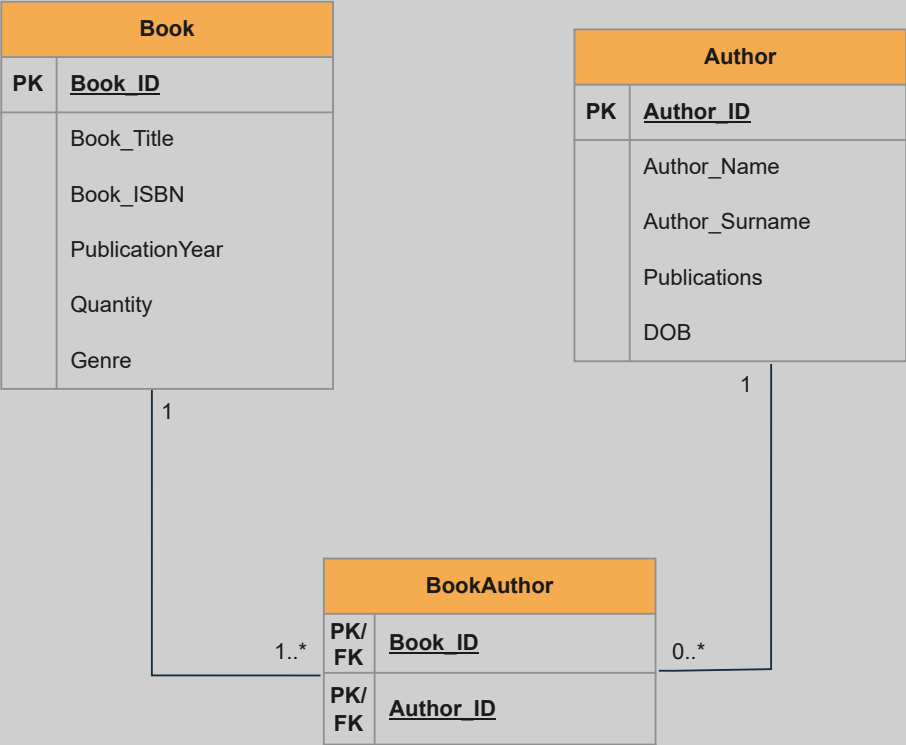 Book
PK Book_ID
Book_Title
Book_ISBN
PublicationYear
Quantity
Genre
1
Author
PK Author_ID
Author_Name
Author_Surname
Publications
DOB
1
BookAuthor
PK/
FK
Book_ID
PK/
FK
Author_ID
1..*
0..*